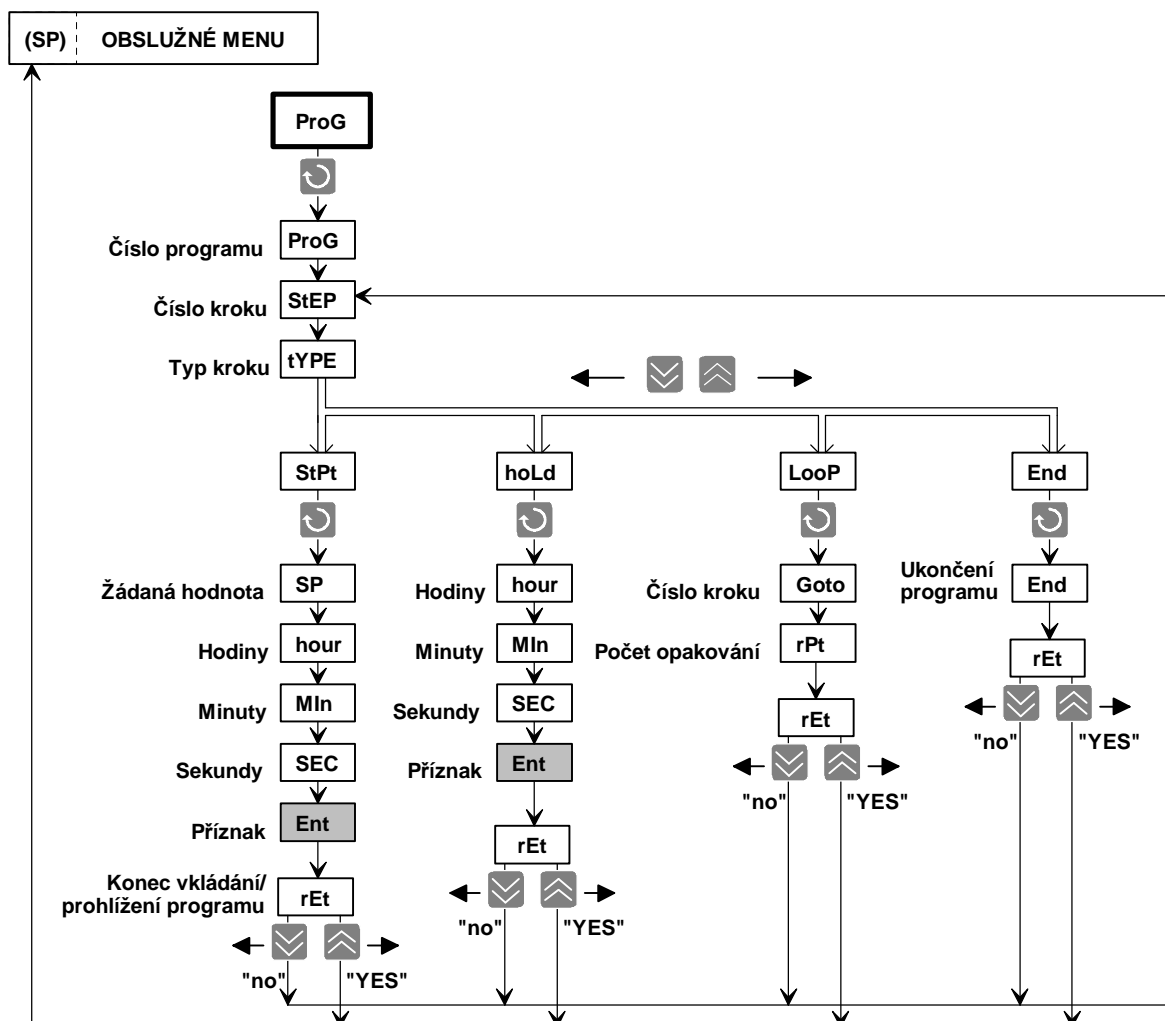 (SP) OBSLUŽNÉ MENU
ProG
Číslo programu ProG
Číslo kroku StEP
Typ kroku tYPE
StPt hoLd LooP End
Žádaná hodnota SP Hodiny hour Číslo kroku Goto Ukončení programu End
Hodiny hour Minuty MIn Počet opakování rPt rEt
Minuty MIn Sekundy SEC rEt "no" "YES"
Sekundy SEC Příznak Ent "no" "YES"
Příznak Ent rEt
Konec vkládání/
prohlížení programu rEt "no" "YES"
"no" "YES"